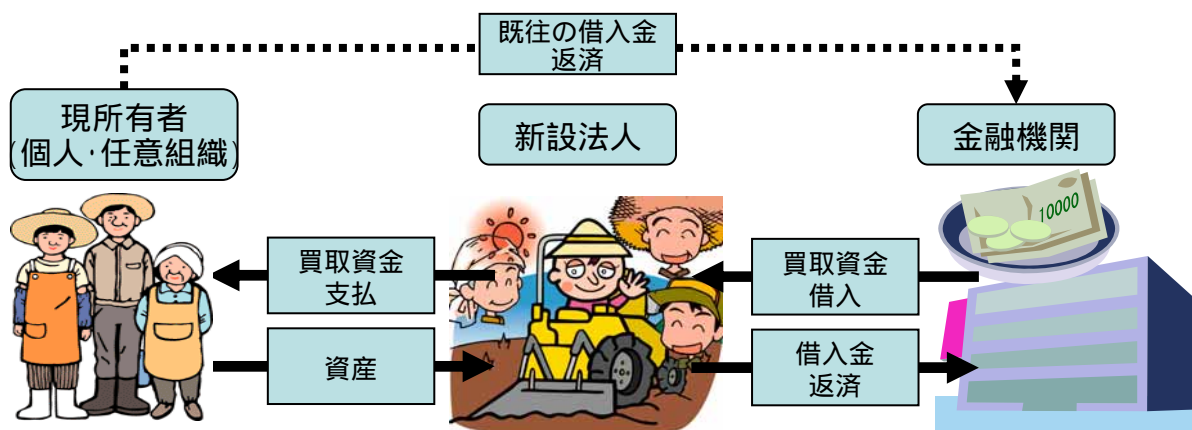 既往の借入金
返済
現所有者
(個人·任意組織)
新設法人
金融機関
10000
買取資金
支払
買取資金
借入
資産
借入金
返済